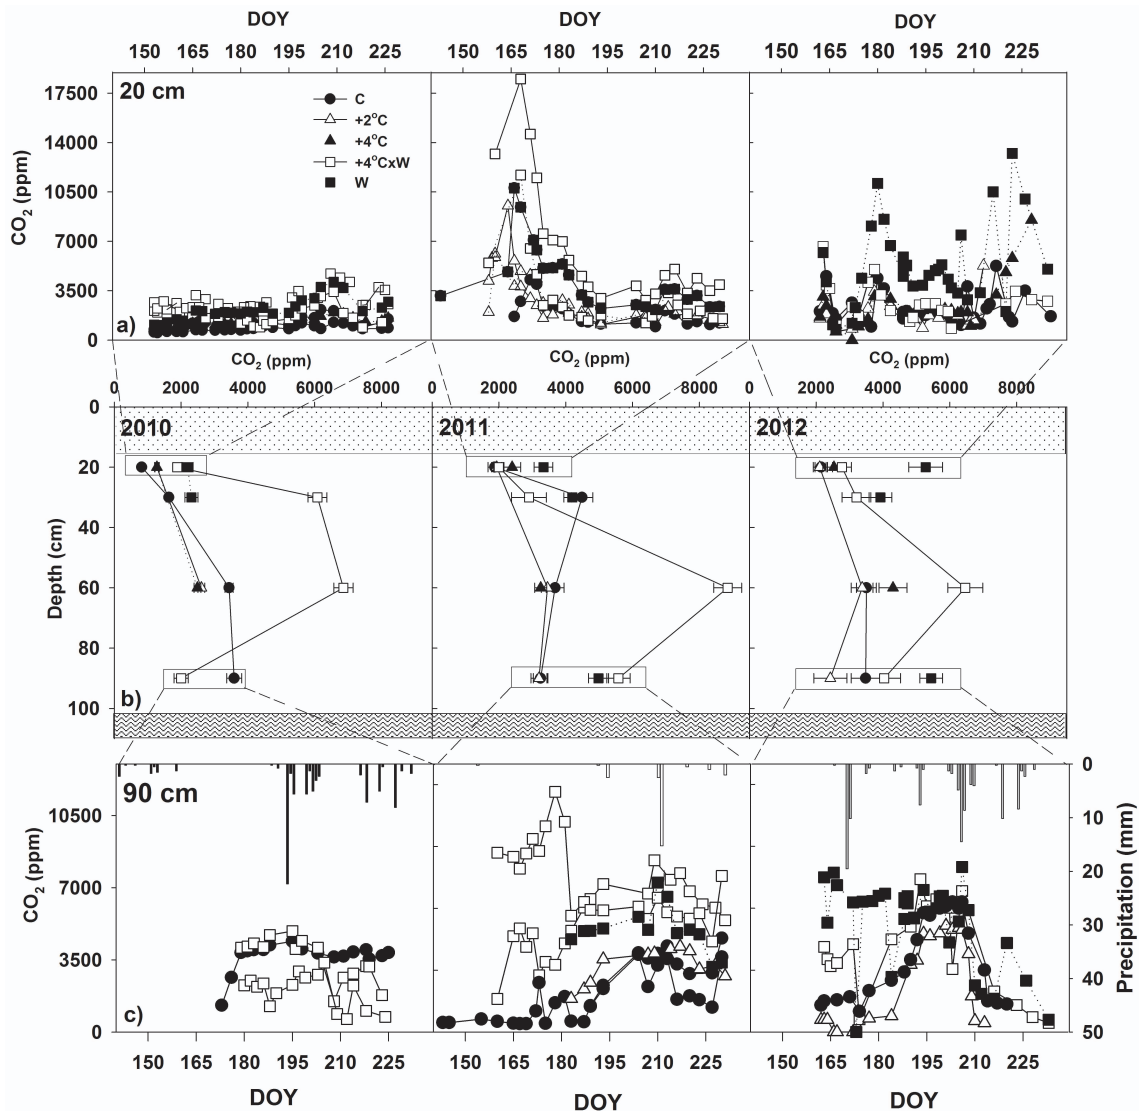 DOY DOY DOY
150 165 180 195 210 225 165 180 195 210 225 150 165 180 195 210 225
20 cm
17500
C
+2°C
14000
+4°C
+4°CxW
W
10500
CO2 (ppm)
7000
3500
a)
0
CO2 (ppm) CO2 (ppm) CO2 (ppm)
0 2000 4000 6000 8000 0 2000 4000 6000 8000 0 2000 4000 6000 8000
0
2010 2011 2012
20
40
Depth (cm)
60
80
b)
100
0
90 cm
10500
10
CO2 (ppm)
7000
20
30
3500
40
c)
0 50
Precipitation (mm)
150 165 180 195 210 225 150 165 180 195 210 225 150 165 180 195 210 225
DOY DOY DOY